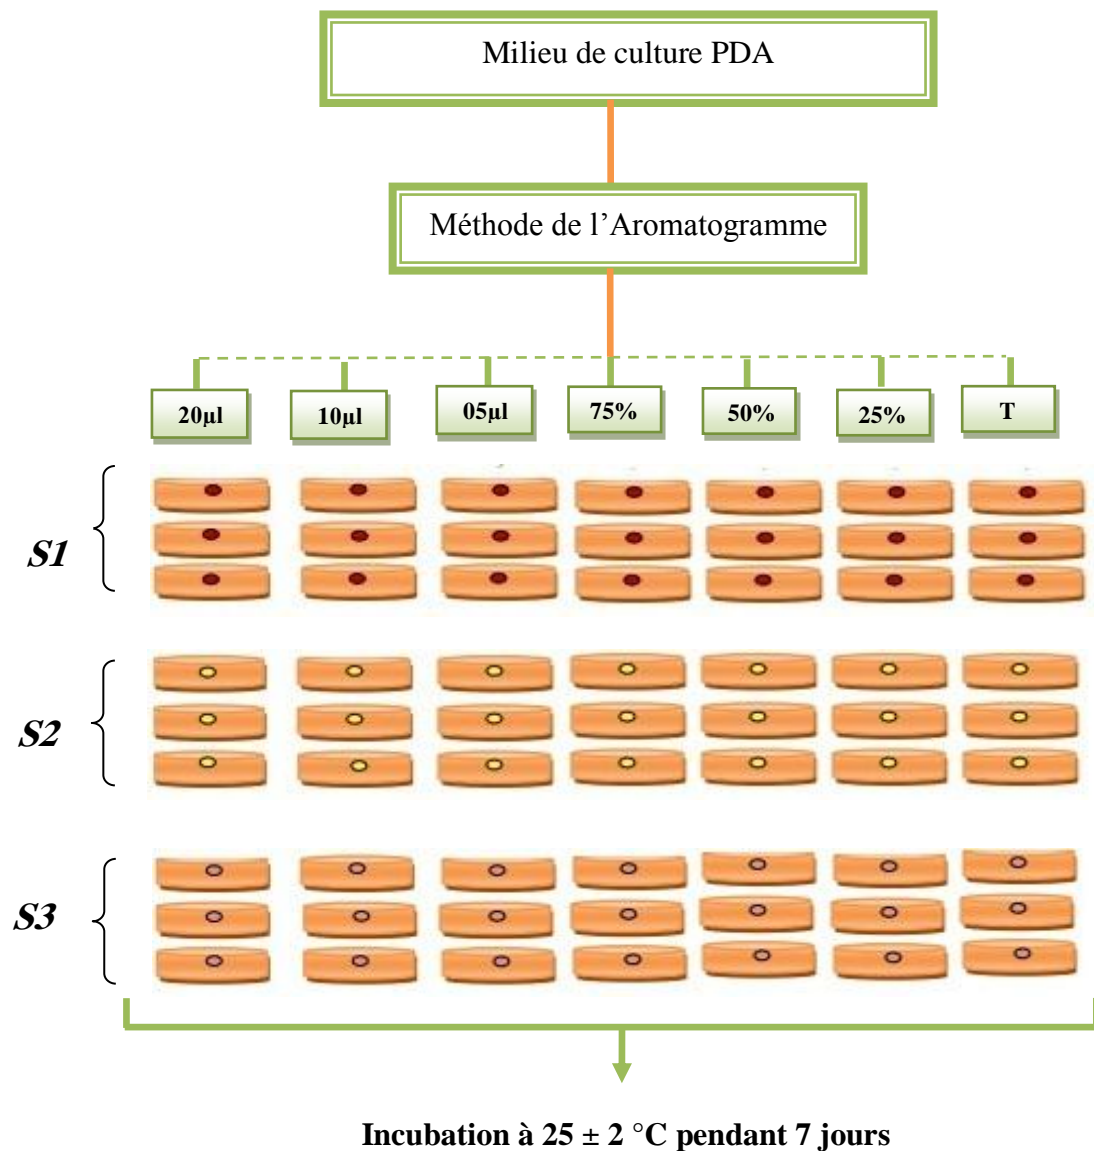 Milieu de culture PDA
Méthode de l’Aromatogramme
20µl 10µl 05µl 75% 50% 25% T
S1
S2
S3
Incubation à 25 ± 2 °C pendant 7 jours